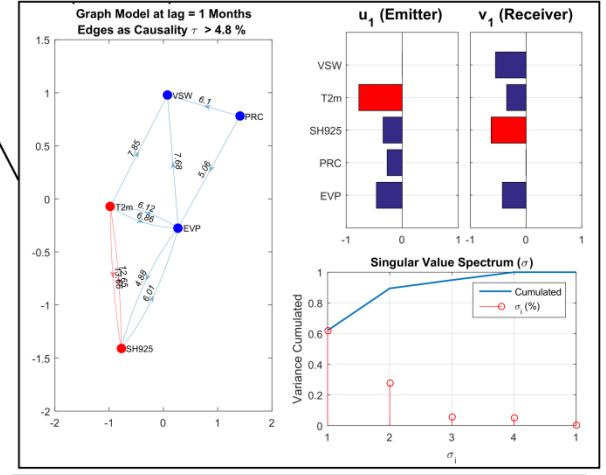 Graph Model at lag = 1 Months
Edges as Causality τ > 4.8 %
1.5
1
0.5
0
-0.5
-1
-1.5
-2
-2
-1
0
1
2
VSW
PRC
T2m
EVP
SH925
6.1
7.85
7.68
5.06
6.12
6.86
4.88
6.01
12.65
u1 (Emitter)
VSW
T2m
SH925
PRC
EVP
-1
0
v1 (Receiver)
-1
0
1
Singular Value Spectrum (σ)
Variance Cumulated
1
0.8
0.6
0.4
0.2
0
1
2
3
4
1
σi
Cumulated
σi (%)